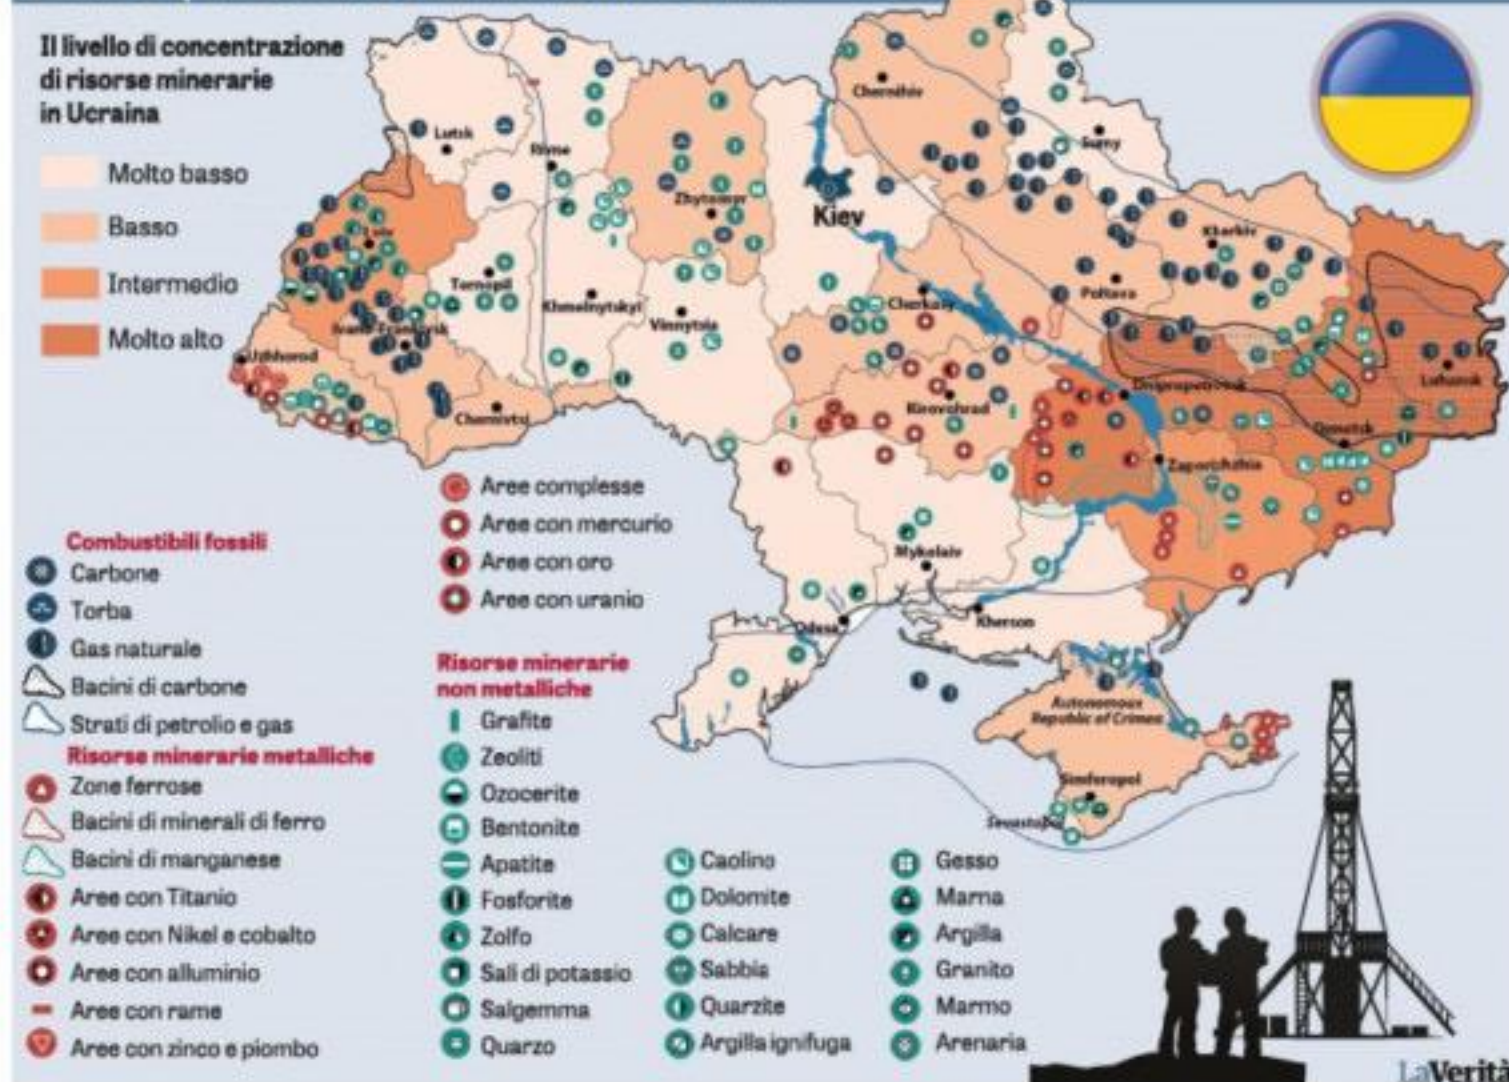 Il livello di concentrazione
di risorse minerarie
in Ucraina
Molto basso
Basso
Intermedio
Molto alto
Chernihiv
Lutsk
Rivne
Sumy
Zhytomyr
Kiev
Lviv
Kharkiv
Ternopil
Khmelnytskyi
Cherkasy
Poltava
Vinnytsia
Ivano-Frankivsk
Uzhhorod
Luhansk
Dnipropetrovsk
Kirovohrad
Chernivtsi
Donetsk
Zaporizhzhia
Mykolaiv
Odesa
Kherson
Autonomous
Republic of Crimea
Simferopol
Sevastopol
Combustibili fossili
Carbone
Torba
Gas naturale
Bacini di carbone
Strati di petrolio e gas
Risorse minerarie metalliche
Zone ferrose
Bacini di minerali di ferro
Bacini di manganese
Aree con Titanio
Aree con Nikel e cobalto
Aree con alluminio
Aree con rame
Aree con zinco e piombo
Aree complesse
Aree con mercurio
Aree con oro
Aree con uranio
Risorse minerarie
non metalliche
Grafite
Zeoliti
Ozocerite
Bentonite
Apatite
Fosforite
Zolfo
Sali di potassio
Salgemma
Quarzo
Caolino
Dolomite
Calcare
Sabbia
Quarzite
Argilla ignifuga
Gesso
Marna
Argilla
Granito
Marmo
Arenaria
LaVerità